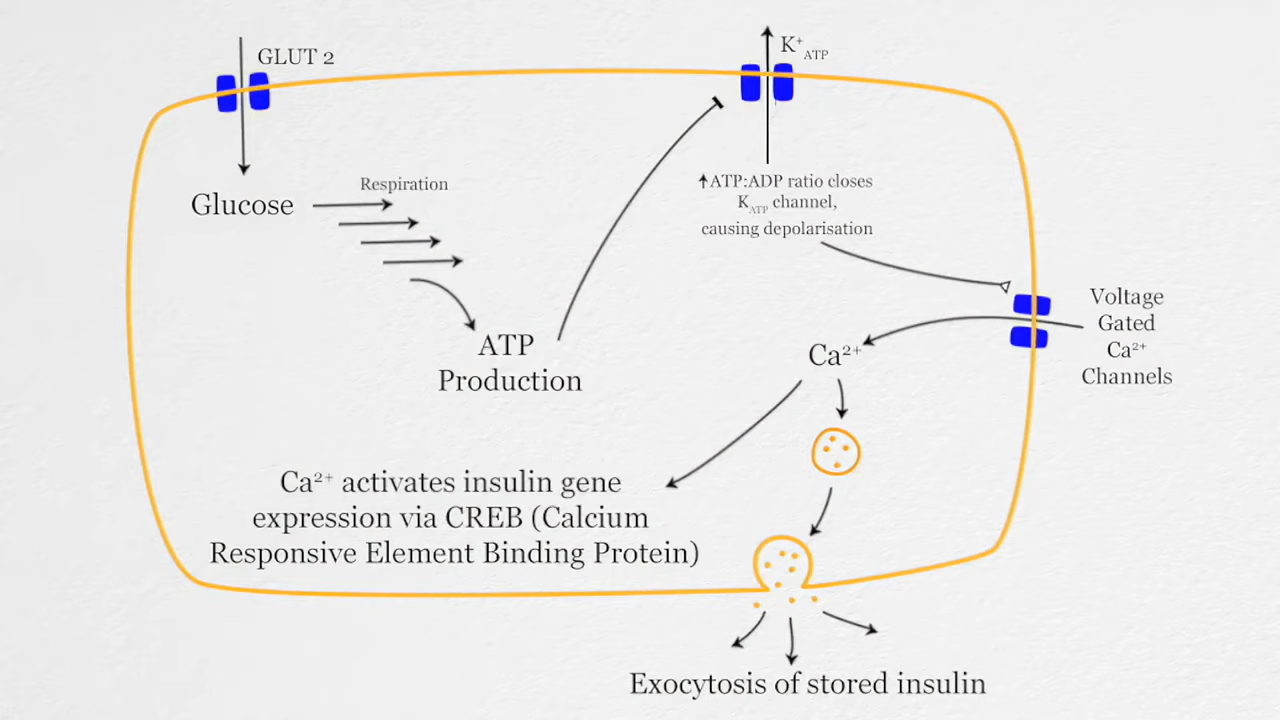 GLUT 2
K⁺ATP
Respiration
Glucose
↑ATP:ADP ratio closes
KATP channel,
causing depolarisation
Voltage
Gated
Ca²⁺
Channels
ATP
Production
Ca²⁺
Ca²⁺ activates insulin gene
expression via CREB (Calcium
Responsive Element Binding Protein)
Exocytosis of stored insulin